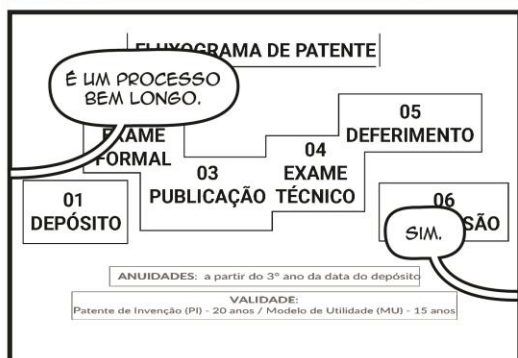 FLUXOGRAMA DE PATENTE
É UM PROCESSO
BEM LONGO.
01
DEPÓSITO
EXAME
FORMAL
03
PUBLICAÇÃO
04
EXAME
TÉCNICO
05
DEFERIMENTO
06
SÃO
SIM.
ANUIDADES: a partir do 3º ano da data do depósito
VALIDADE:
Patente de Invenção (PI) - 20 anos / Modelo de Utilidade (MU) - 15 anos